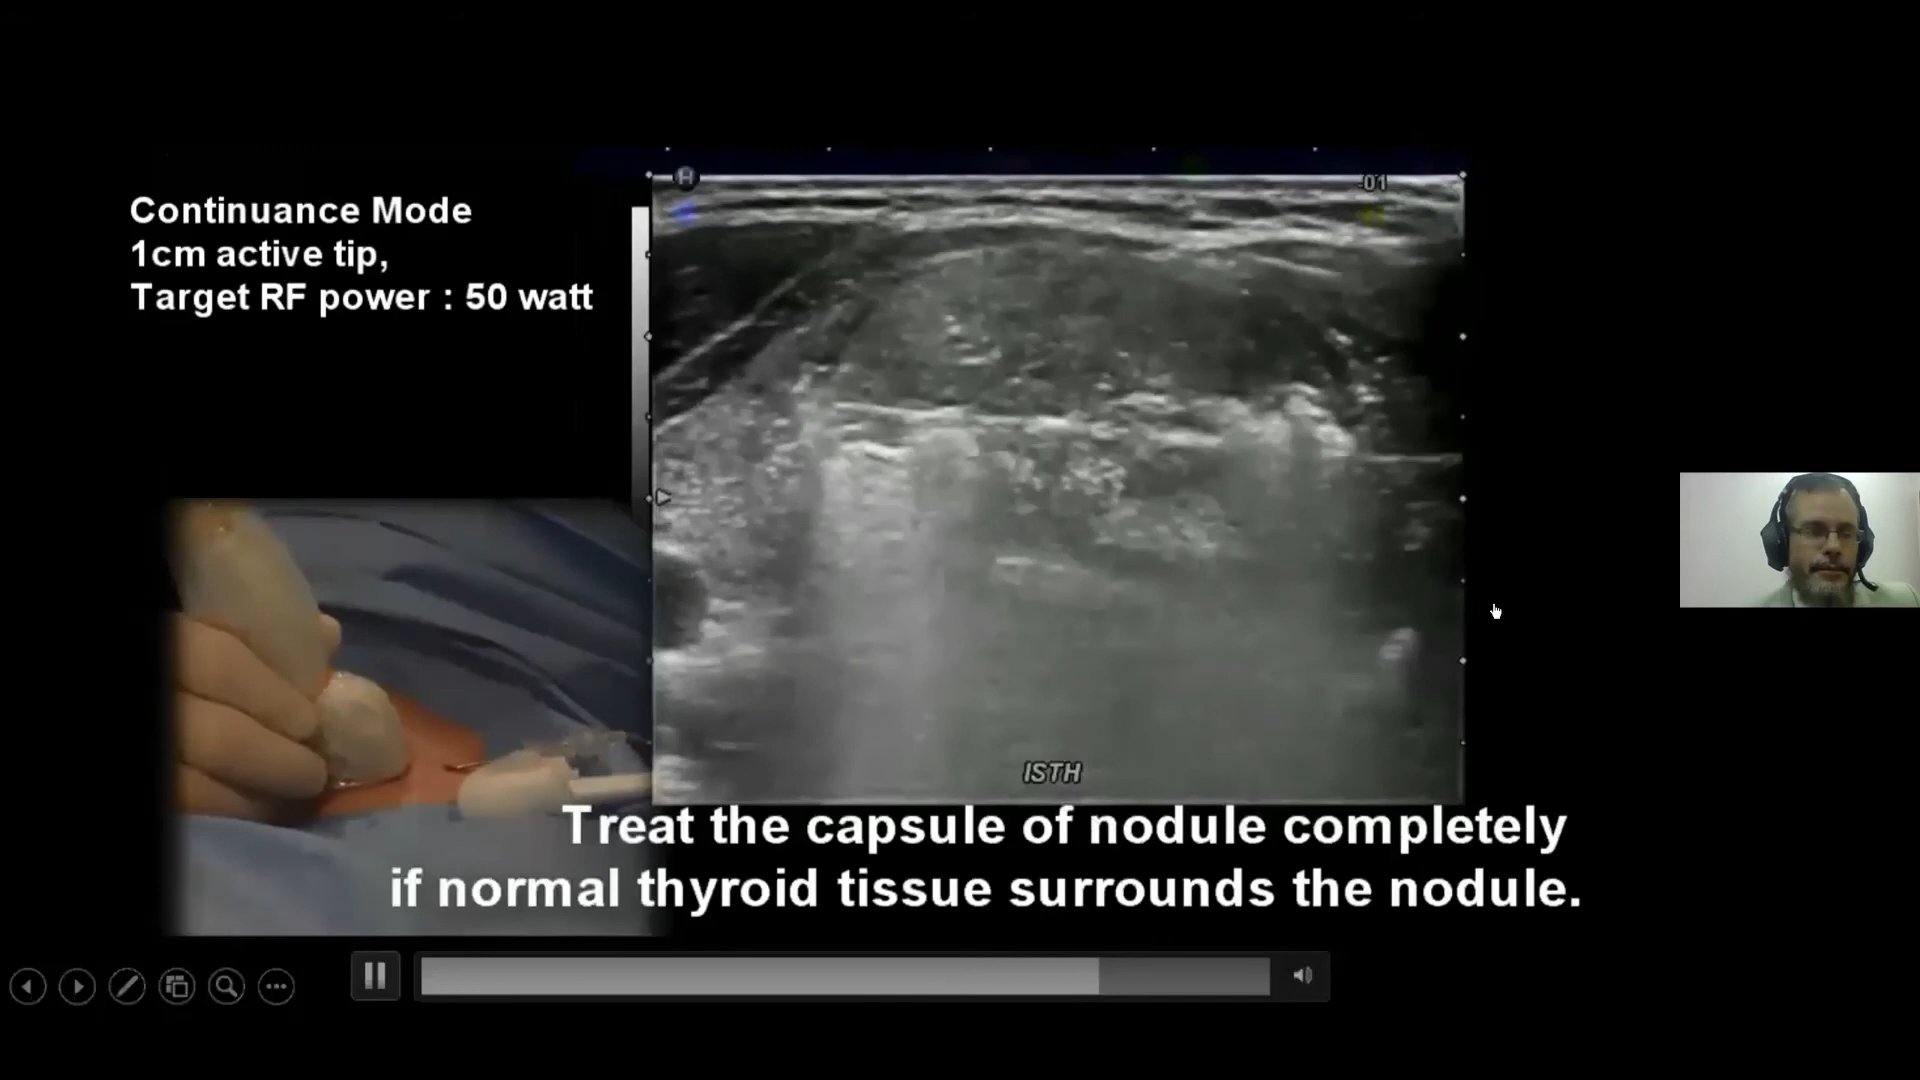 Continuance Mode
1cm active tip,
Target RF power : 50 watt
H
-01
ISTH
Treat the capsule of nodule completely
if normal thyroid tissue surrounds the nodule.